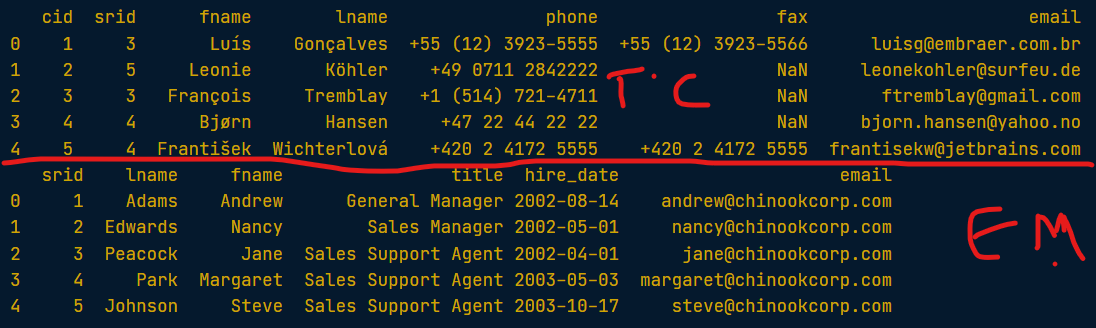 cid srid fname lname phone fax email
0 1 3 Luís Gonçalves +55 (12) 3923-5555 +55 (12) 3923-5566 luisg@embraer.com.br
1 2 5 Leonie Köhler +49 0711 2842222 NaN leonekohler@surfeu.de
2 3 3 François Tremblay +1 (514) 721-4711 NaN ftremblay@gmail.com
T C
3 4 4 Bjørn Hansen +47 22 44 22 22 NaN bjorn.hansen@yahoo.no
4 5 4 František Wichterlová +420 2 4172 5555 +420 2 4172 5555 frantisekw@jetbrains.com
srid lname fname title hire_date email
0 1 Adams Andrew General Manager 2002-08-14 andrew@chinookcorp.com
1 2 Edwards Nancy Sales Manager 2002-05-01 nancy@chinookcorp.com
2 3 Peacock Jane Sales Support Agent 2002-04-01 jane@chinookcorp.com
EM
3 4 Park Margaret Sales Support Agent 2003-05-03 margaret@chinookcorp.com
4 5 Johnson Steve Sales Support Agent 2003-10-17 steve@chinookcorp.com